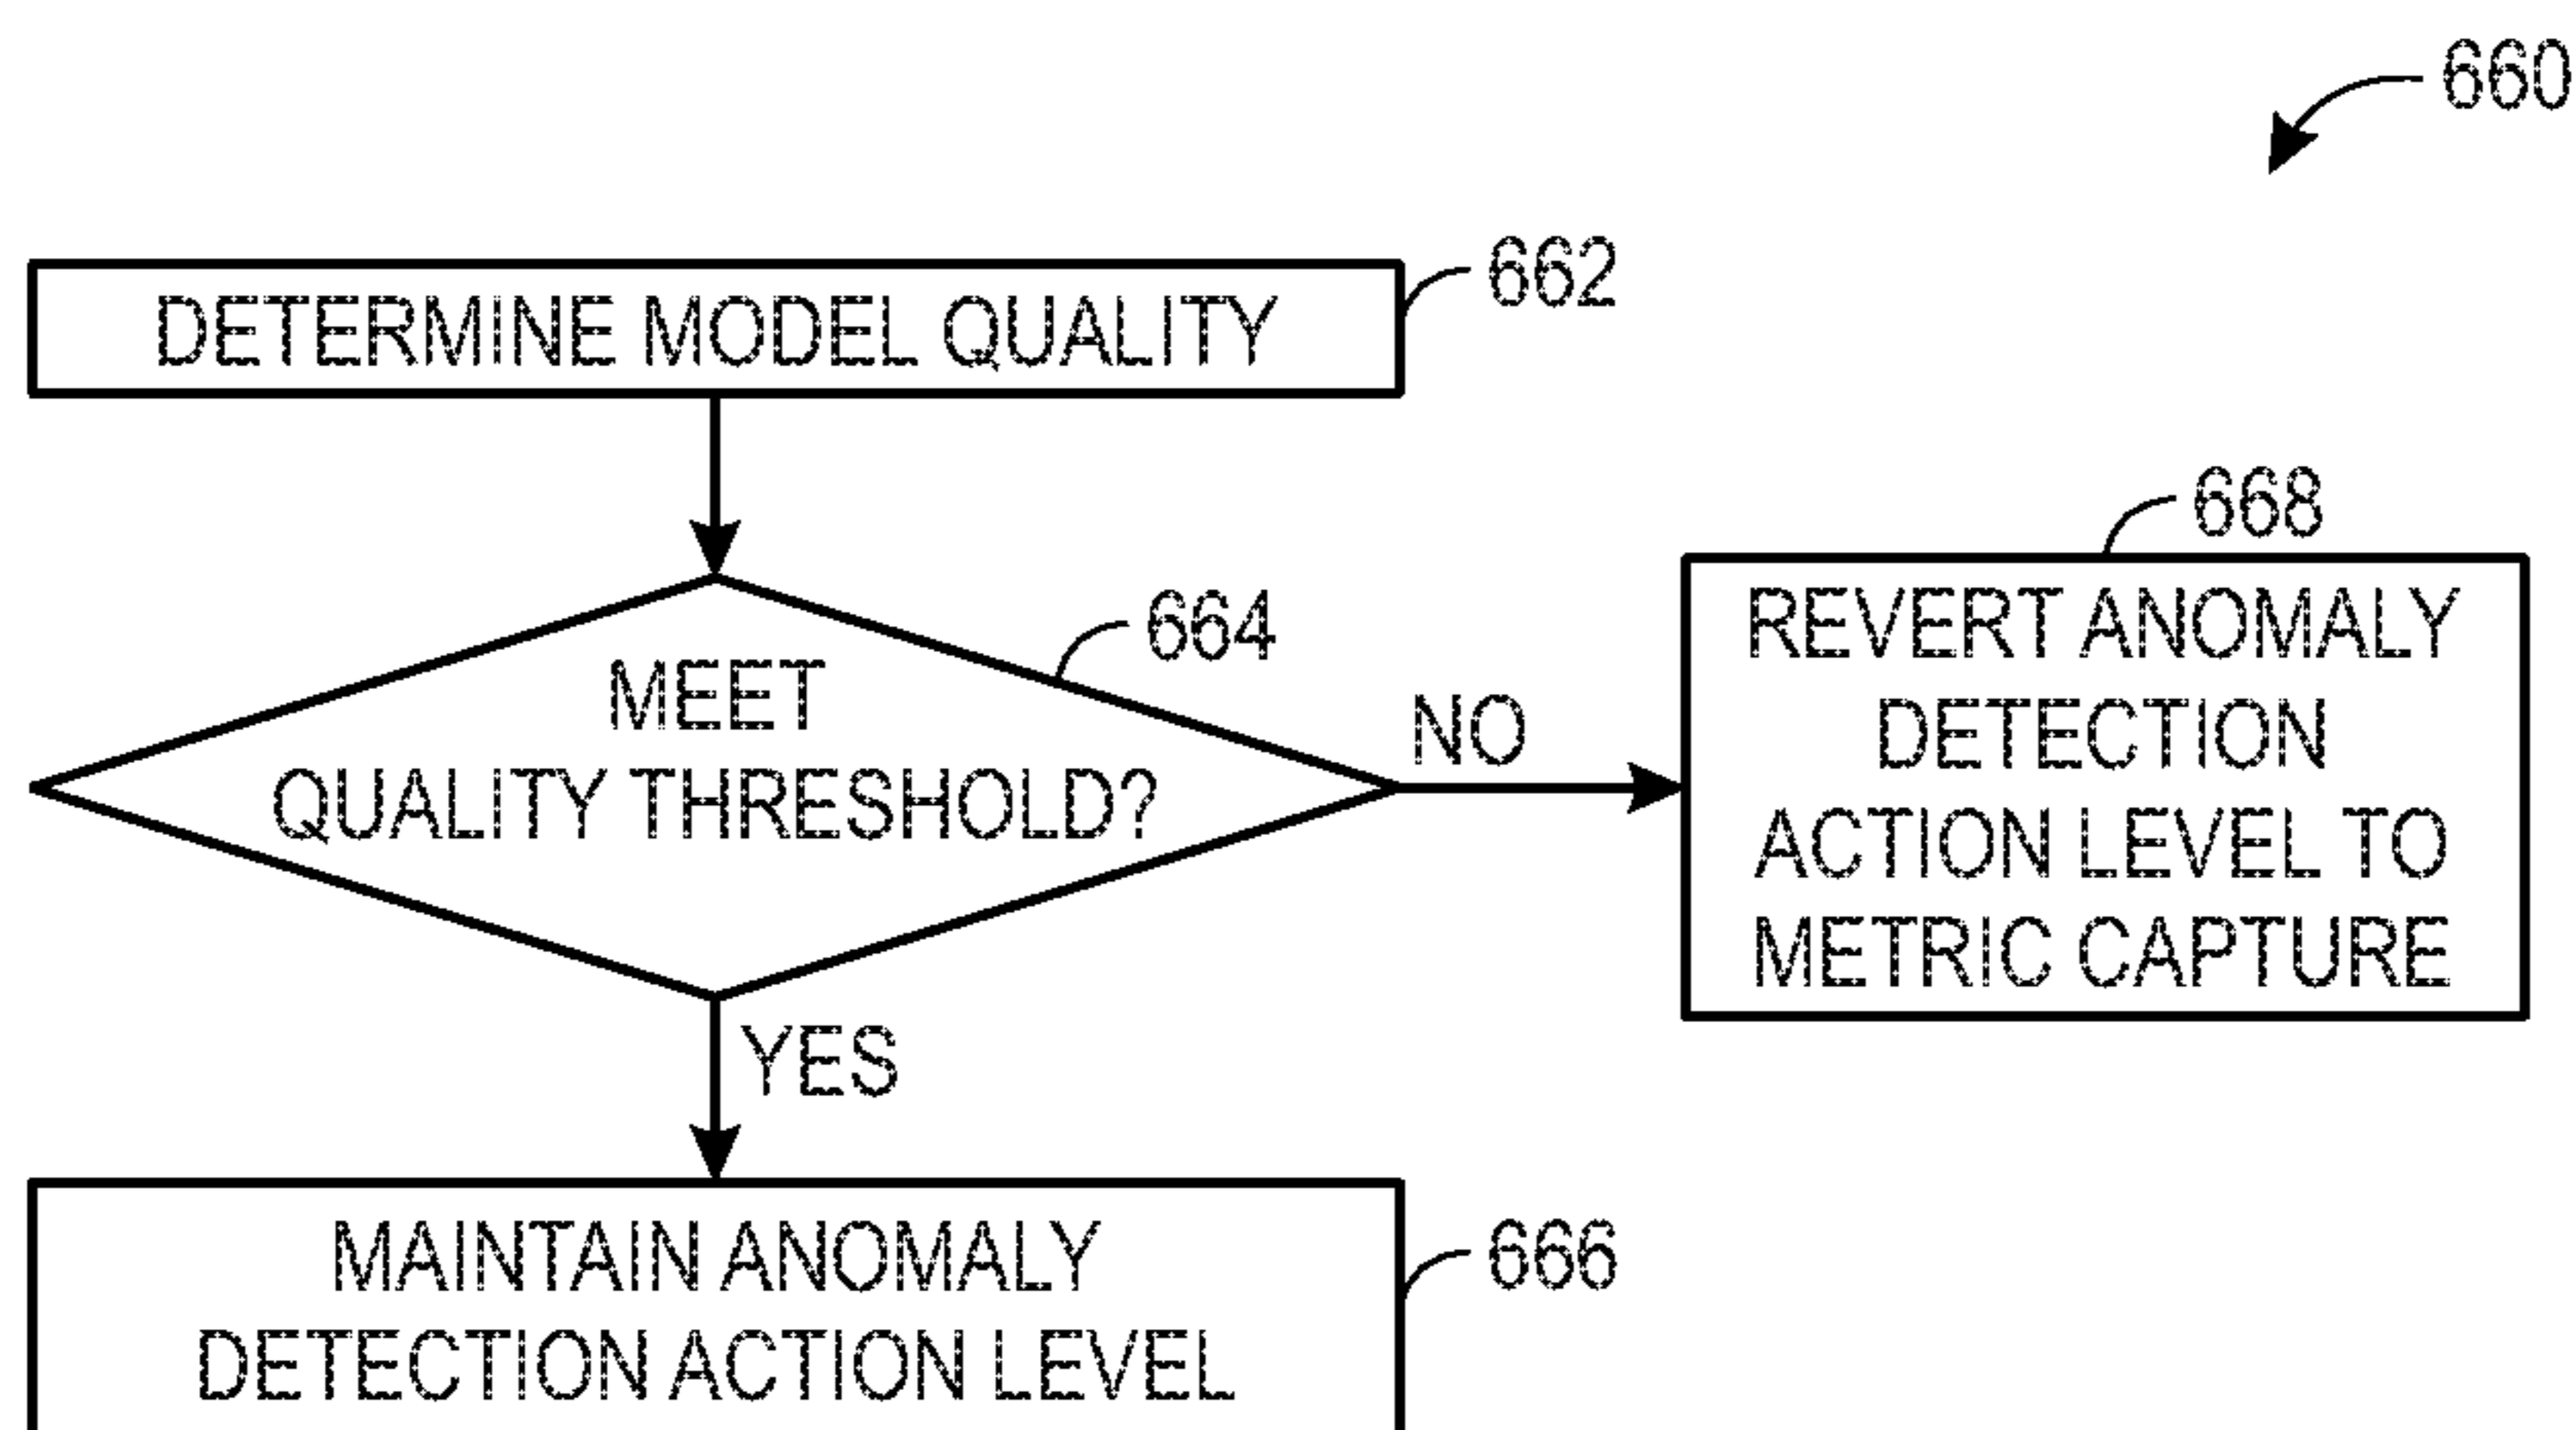 660
DETERMINE MODEL QUALITY
662
MEET
QUALITY THRESHOLD?
664
NO
668
REVERT ANOMALY
DETECTION
ACTION LEVEL TO
METRIC CAPTURE
YES
MAINTAIN ANOMALY
DETECTION ACTION LEVEL
666